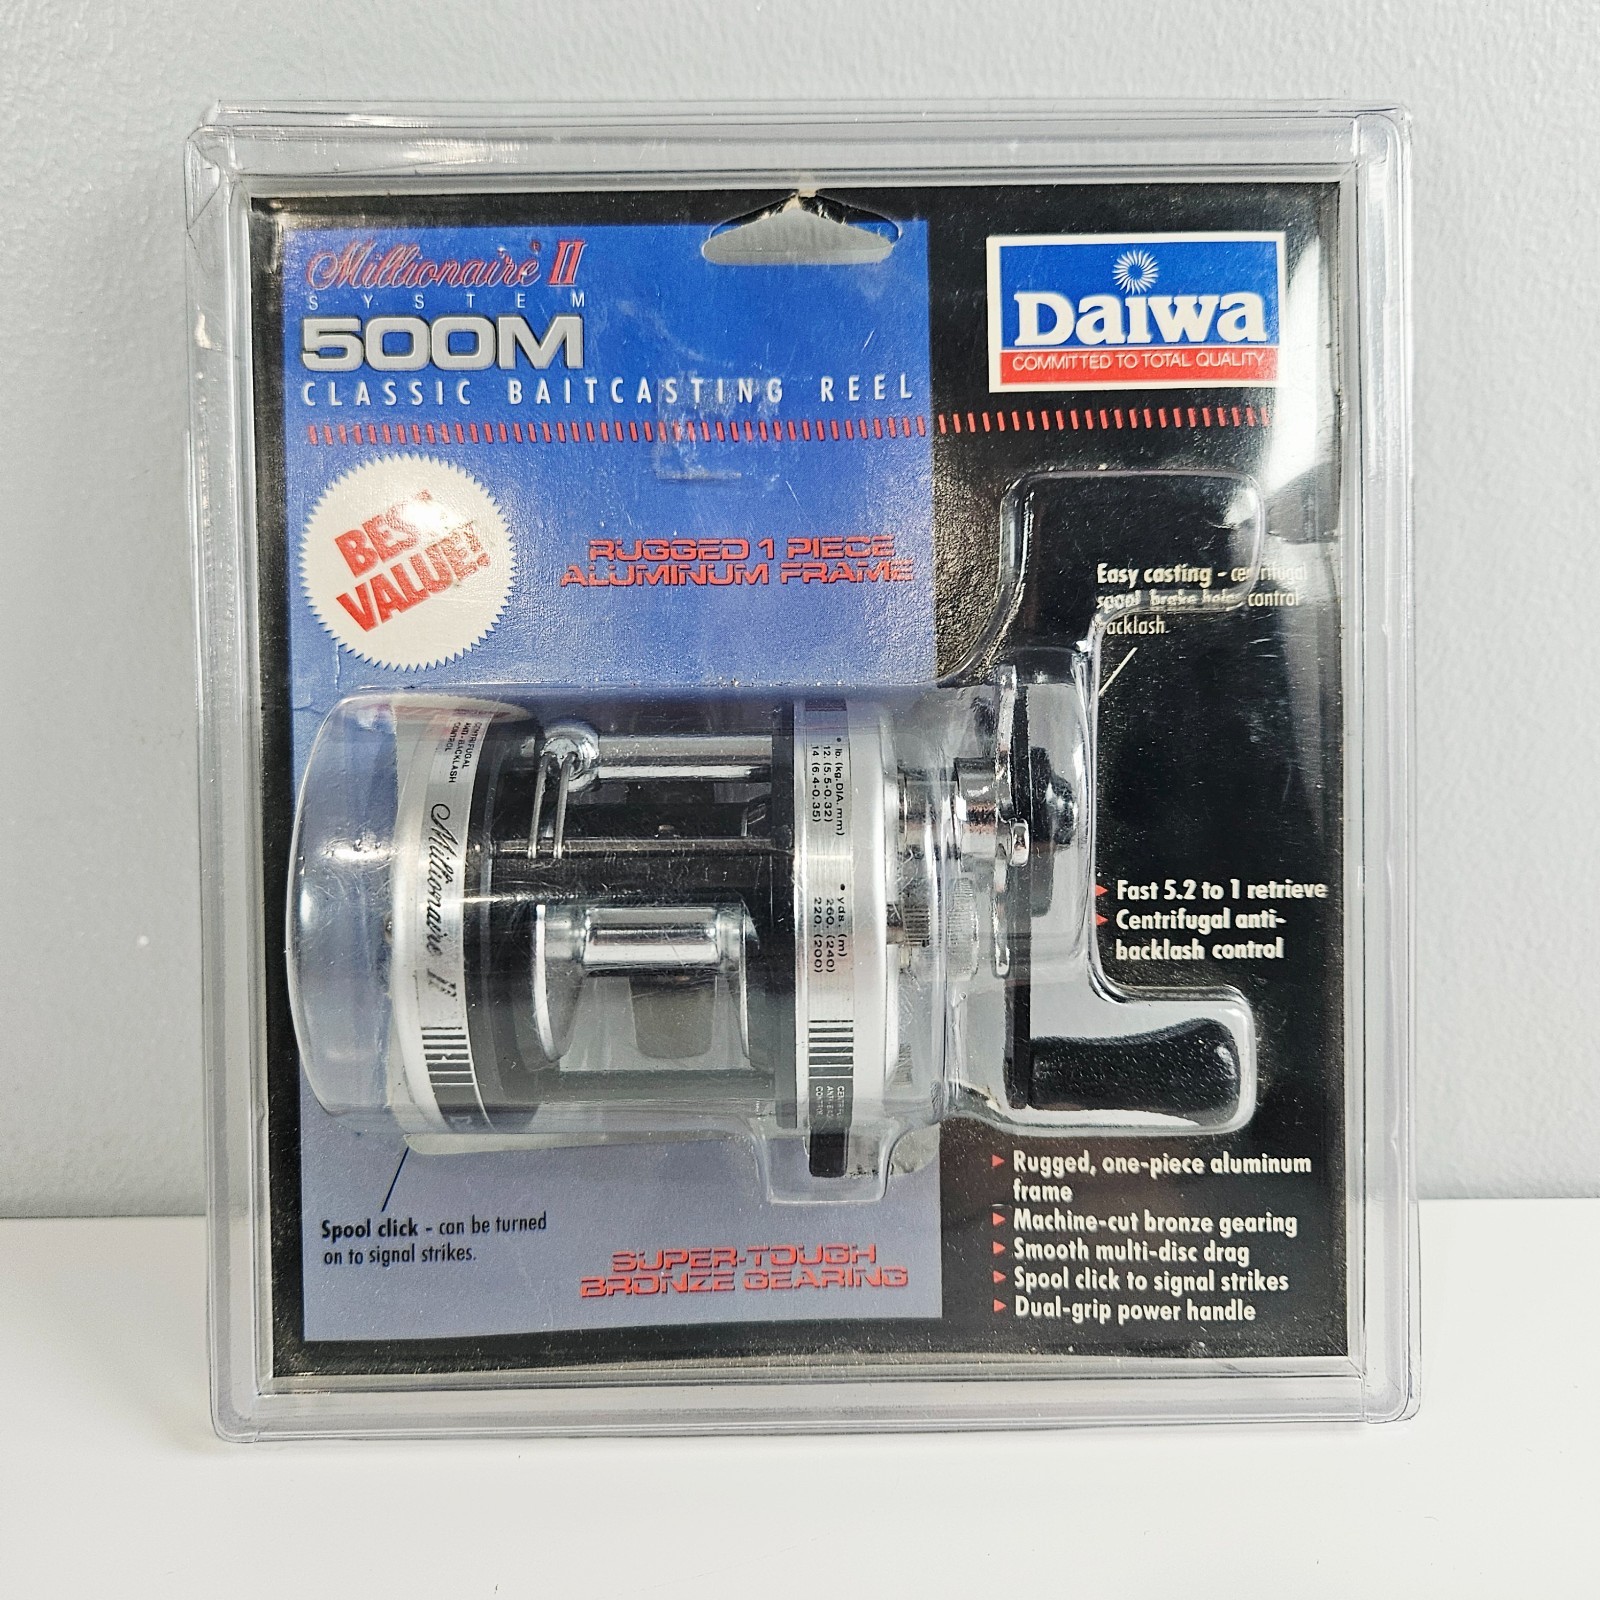 Millionaire® II
SYSTEM
500M
CLASSIC BAITCASTING REEL
Daiwa
COMMITTED TO TOTAL QUALITY
BEST
VALUE!
RUGGED 1 PIECE
ALUMINUM FRAME
Easy casting - centrifugal
spool brake helps control
backlash.
CENTRIFUGAL
ANTI-BACKLASH
CONTROL
Millionaire II
• lb. (kg. DIA. mm) • yds. (m)
12. (5.5-0.32) 260. (240)
14. (6.4-0.35) 220. (200)
▸ Fast 5.2 to 1 retrieve
▸ Centrifugal anti-
backlash control
▸ Rugged, one-piece aluminum
frame
▸ Machine-cut bronze gearing
▸ Smooth multi-disc drag
▸ Spool click to signal strikes
▸ Dual-grip power handle
Spool click - can be turned
on to signal strikes.
SUPER-TOUGH
BRONZE GEARING